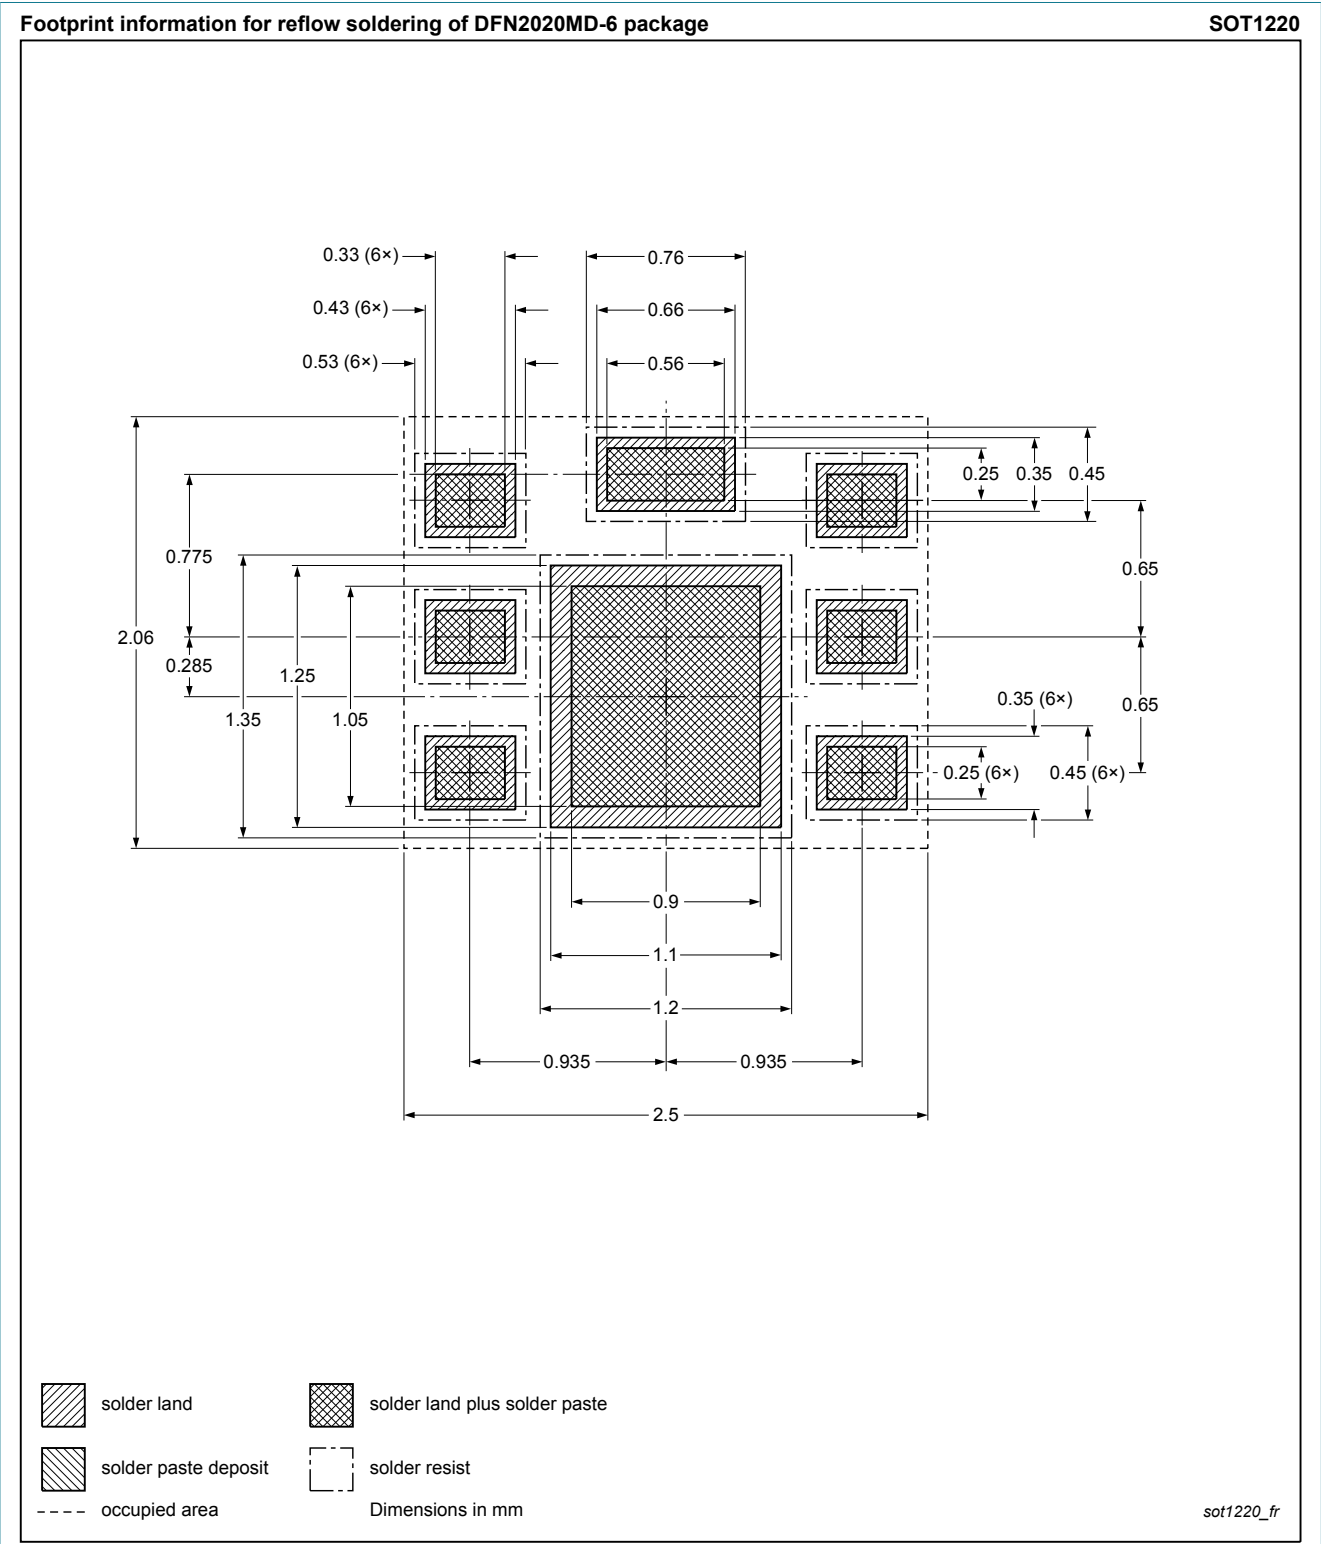 Footprint information for reflow soldering of DFN2020MD-6 package SOT1220
0.33 (6×) 0.76
0.43 (6×) 0.66
0.53 (6×) 0.56
0.25 0.35 0.45
0.775 0.65
2.06
0.285
1.25
0.35 (6×) 0.65
1.35 1.05
0.25 (6×) 0.45 (6×)
0.9
1.1
1.2
0.935 0.935
2.5
solder land solder land plus solder paste
solder paste deposit solder resist
occupied area Dimensions in mm sot1220_fr